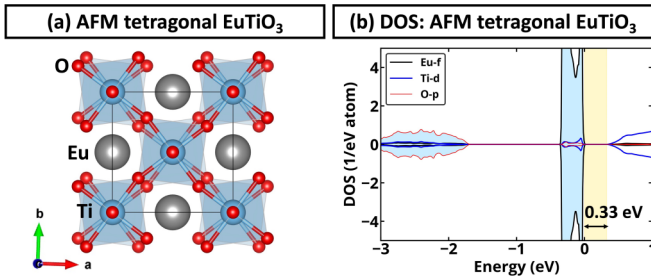 (a) AFM tetragonal EuTiO₃
O
Eu
Ti
b
a
(b) DOS: AFM tetragonal EuTiO₃
DOS (1/eV atom)
4
2
0
−2
−4
Eu-f
Ti-d
O-p
0.33 eV
−3 −2 −1 0 1
Energy (eV)